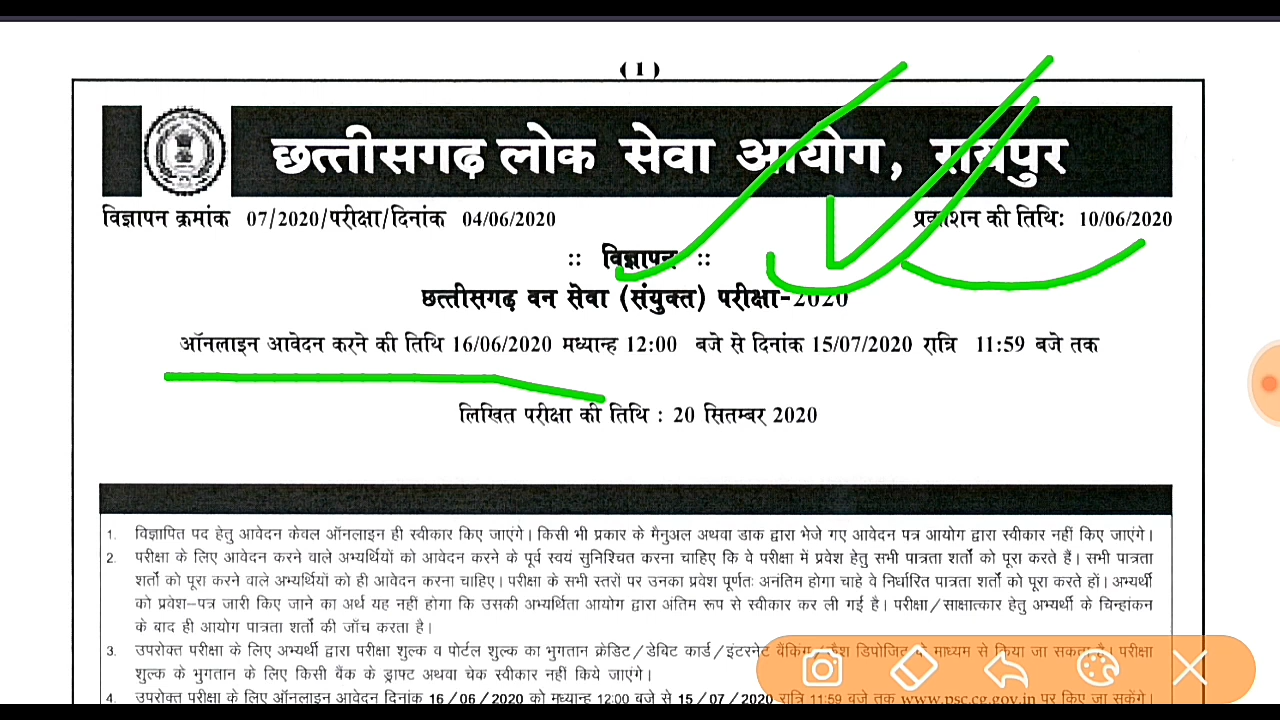 (1)
छत्तीसगढ़ लोक सेवा आयोग, रायपुर
विज्ञापन क्रमांक 07/2020/परीक्षा/दिनांक 04/06/2020 प्रकाशन की तिथि: 10/06/2020
:: विज्ञापन ::
छत्तीसगढ़ वन सेवा (संयुक्त) परीक्षा-2020
ऑनलाइन आवेदन करने की तिथि 16/06/2020 मध्यान्ह 12:00 बजे से दिनांक 15/07/2020 रात्रि 11:59 बजे तक
लिखित परीक्षा की तिथि : 20 सितम्बर 2020
1. विज्ञापित पद हेतु आवेदन केवल ऑनलाइन ही स्वीकार किए जाएंगे। किसी भी प्रकार के मैनुअल अथवा डाक द्वारा भेजे गए आवेदन पत्र आयोग द्वारा स्वीकार नहीं किए जाएंगे।
2. परीक्षा के लिए आवेदन करने वाले अभ्यर्थियों को आवेदन करने के पूर्व स्वयं सुनिश्चित करना चाहिए कि वे परीक्षा में प्रवेश हेतु सभी पात्रता शर्तो को पूरा करते हैं। सभी पात्रता
शर्तो को पूरा करने वाले अभ्यर्थियों को ही आवेदन करना चाहिए। परीक्षा के सभी स्तरों पर उनका प्रवेश पूर्णतः अनंतिम होगा चाहे वे निर्धारित पात्रता शर्तो को पूरा करते हों। अभ्यर्थी
को प्रवेश–पत्र जारी किए जाने का अर्थ यह नहीं होगा कि उसकी अभ्यर्थिता आयोग द्वारा अंतिम रूप से स्वीकार कर ली गई है। परीक्षा/साक्षात्कार हेतु अभ्यर्थी के चिन्हांकन
के बाद ही आयोग पात्रता शर्तो की जॉच करता है।
3. उपरोक्त परीक्षा के लिए अभ्यर्थी द्वारा परीक्षा शुल्क व पोर्टल शुल्क का भुगतान क्रेडिट/डेबिट कार्ड/इंटरनेट बैंकिंग/कैश डिपोजिट के माध्यम से किया जा सकता है। परीक्षा
शुल्क के भुगतान के लिए किसी बैंक के ड्राफ्ट अथवा चेक स्वीकार नहीं किये जाएंगे।
4. उपरोक्त परीक्षा के लिए ऑनलाइन आवेदन दिनांक 16/06/2020 को मध्यान्ह 12:00 बजे से 15/07/2020 रात्रि 11:59 बजे तक www.psc.cg.gov.in पर किए जा सकेंगे।